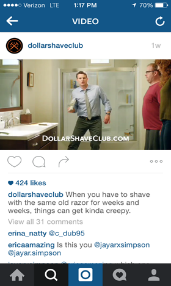 Verizon LTE 1:17 PM 70%
VIDEO
dollarshaveclub 1w
DOLLARSHAVECLUB.COM
424 likes
dollarshaveclub When you have to shave
with the same old razor for weeks and
weeks, things can get kinda creepy.
View all 31 comments
erina_natty @c_dub95
ericaamazing Is this you @jayarxsimpson
@jayar.simpson